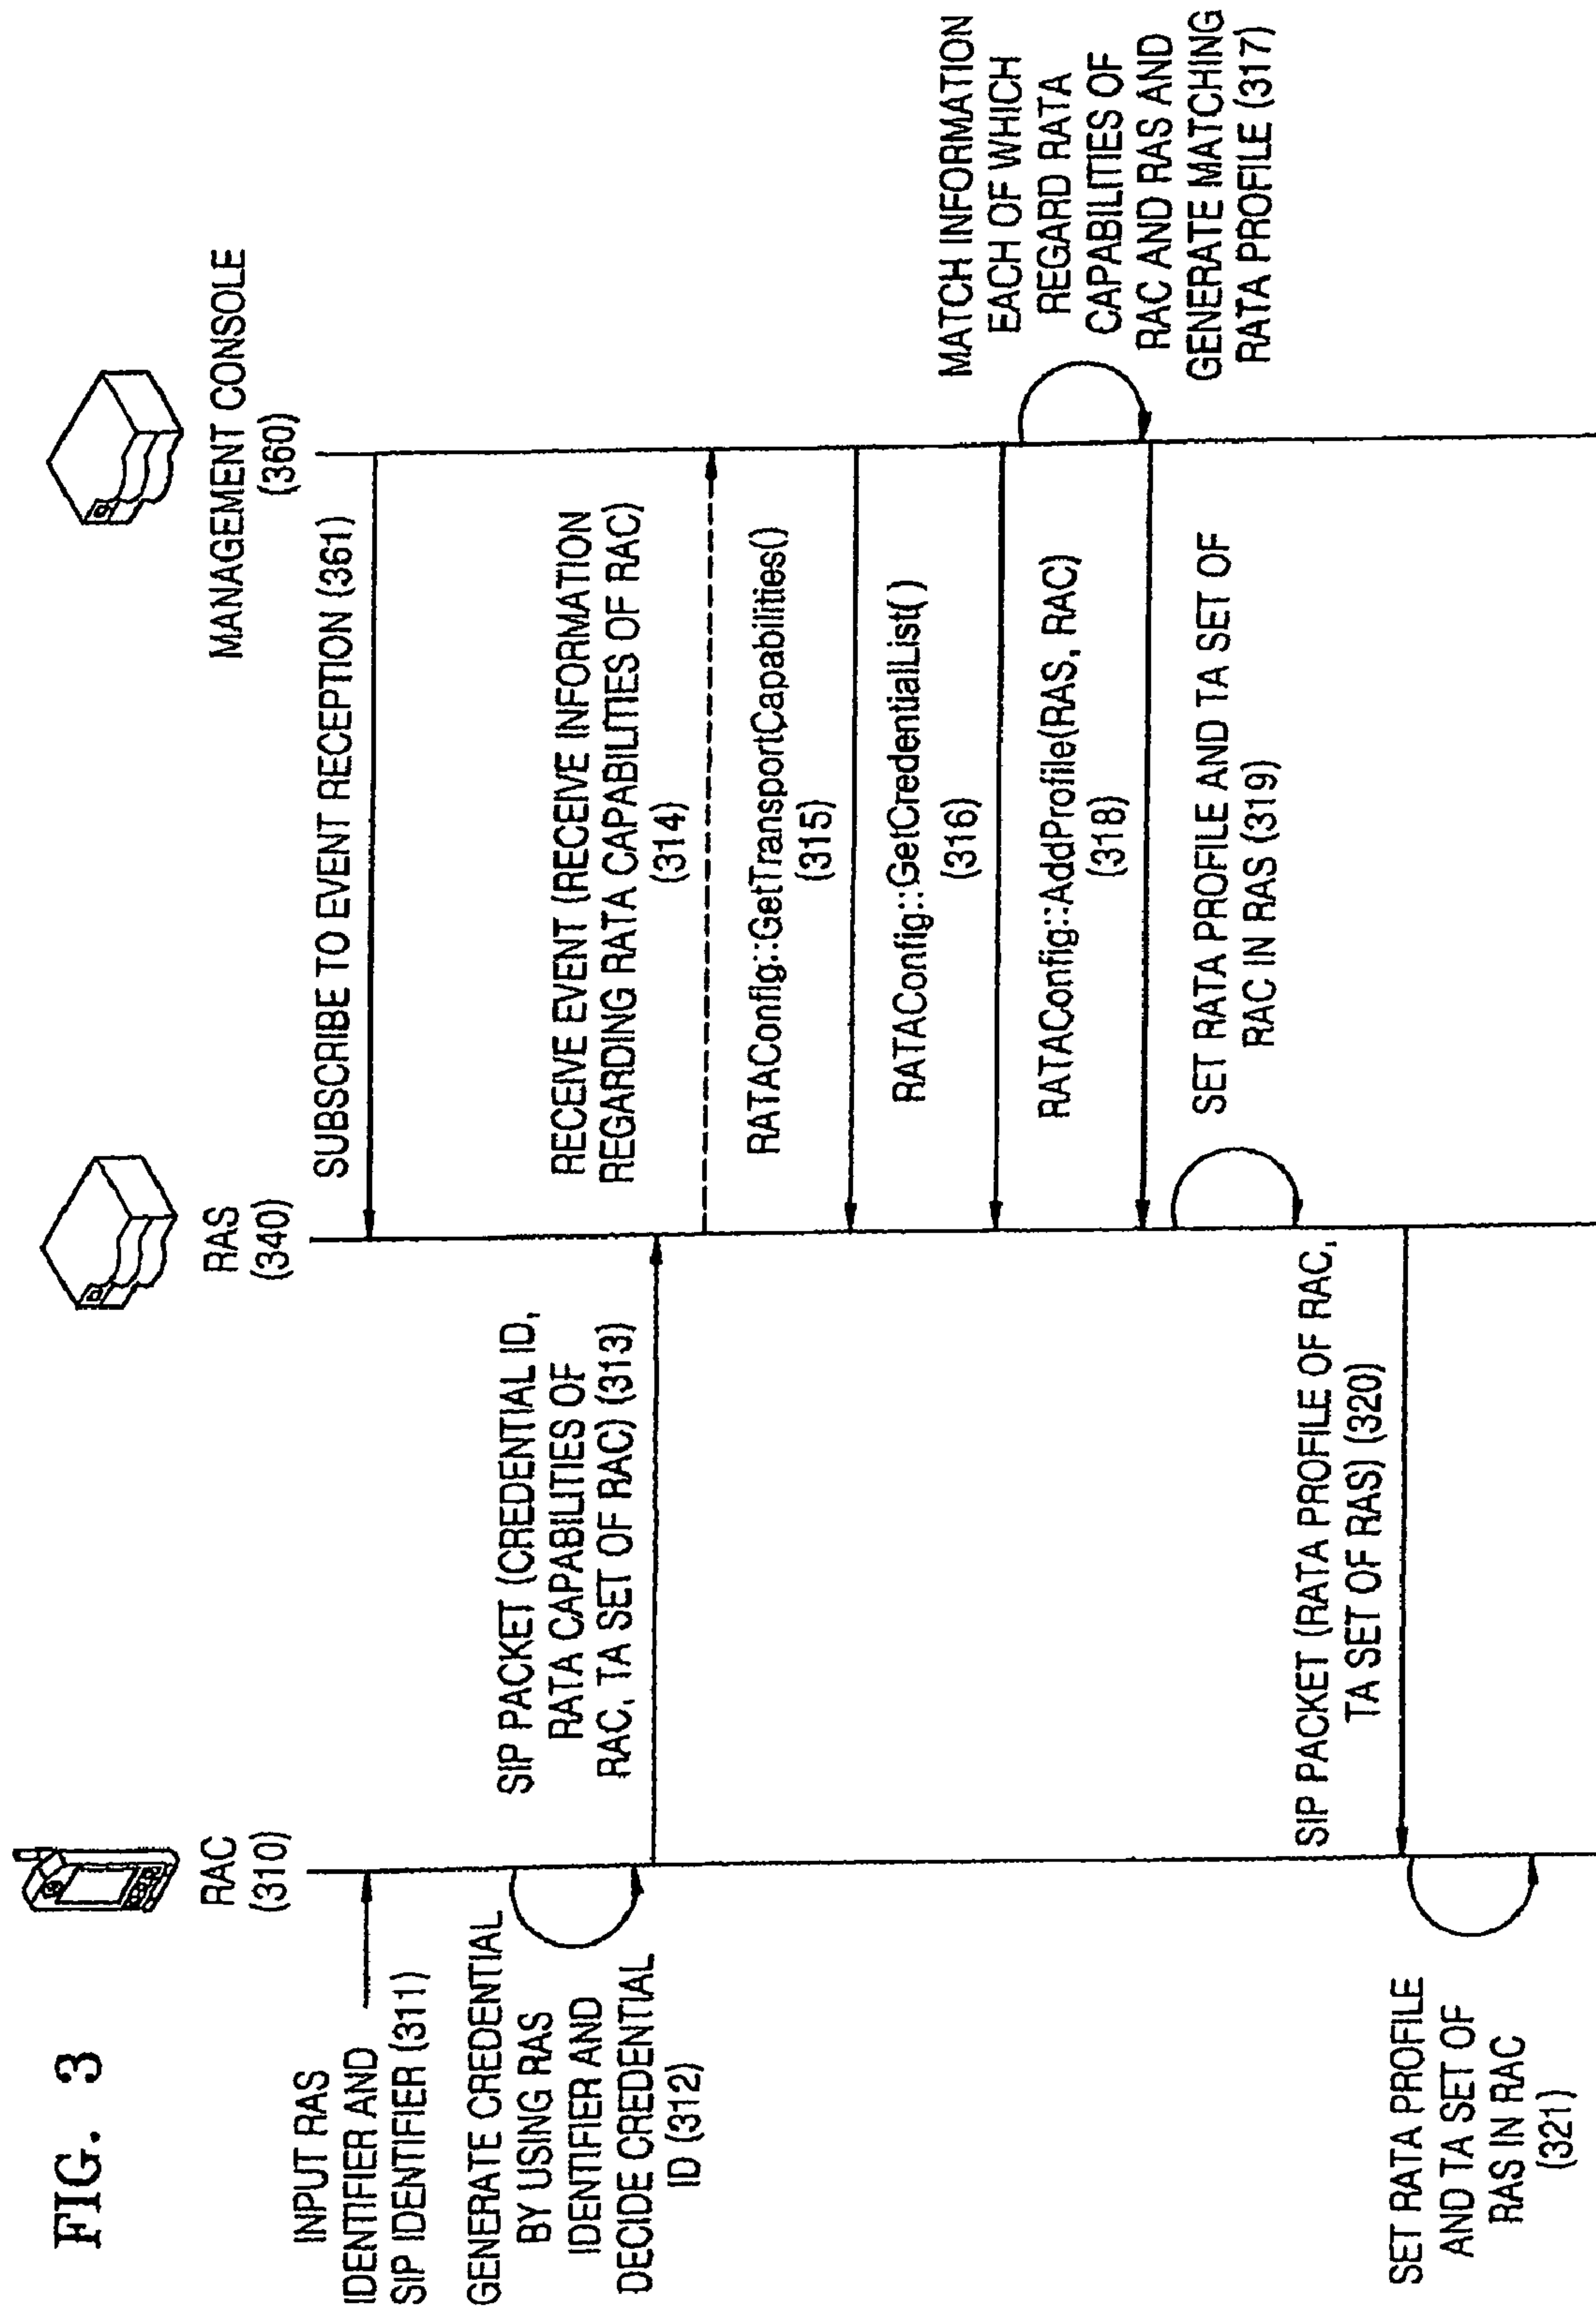 FIG. 3
RAC
(310)
RAS
(340)
MANAGEMENT CONSOLE
(360)
INPUT RAS
IDENTIFIER AND
SIP IDENTIFIER (311)
SUBSCRIBE TO EVENT RECEPTION (361)
GENERATE CREDENTIAL
BY USING RAS
IDENTIFIER AND
DECIDE CREDENTIAL
ID (312)
SIP PACKET (CREDENTIAL ID,
RATA CAPABILITIES OF
RAC, TA SET OF RAC) (313)
RECEIVE EVENT (RECEIVE INFORMATION
REGARDING RATA CAPABILITIES OF RAC)
(314)
RATAConfig::GetTransportCapabilities()
(315)
RATAConfig::GetCredentialList( )
(316)
MATCH INFORMATION
EACH OF WHICH
REGARD RATA
CAPABILITIES OF
RAC AND RAS AND
GENERATE MATCHING
RATA PROFILE (317)
RATAConfig::AddProfile(RAS, RAC)
(318)
SET RATA PROFILE AND TA SET OF
RAC IN RAS (319)
SIP PACKET (RATA PROFILE OF RAC,
TA SET OF RAS) (320)
SET RATA PROFILE
AND TA SET OF
RAS IN RAC
(321)